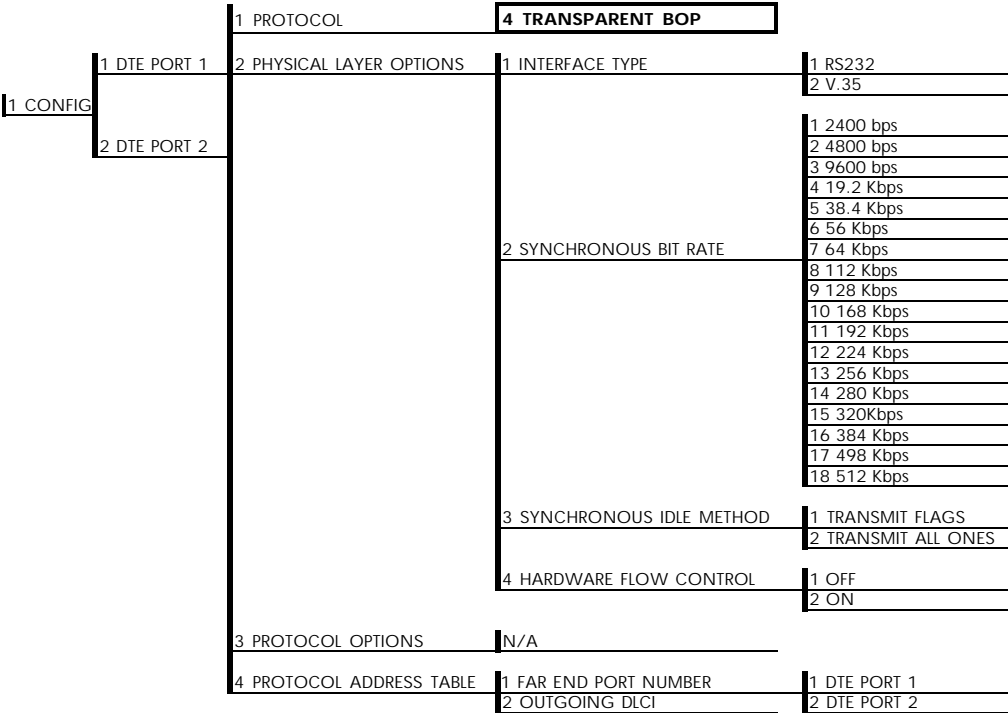 1 PROTOCOL 4 TRANSPARENT BOP
1 DTE PORT 1 2 PHYSICAL LAYER OPTIONS 1 INTERFACE TYPE 1 RS232
2 V.35
1 CONFIG
1 2400 bps
2 DTE PORT 2 2 4800 bps
3 9600 bps
4 19.2 Kbps
5 38.4 Kbps
6 56 Kbps
2 SYNCHRONOUS BIT RATE 7 64 Kbps
8 112 Kbps
9 128 Kbps
10 168 Kbps
11 192 Kbps
12 224 Kbps
13 256 Kbps
14 280 Kbps
15 320Kbps
16 384 Kbps
17 498 Kbps
18 512 Kbps
3 SYNCHRONOUS IDLE METHOD 1 TRANSMIT FLAGS
2 TRANSMIT ALL ONES
4 HARDWARE FLOW CONTROL 1 OFF
2 ON
3 PROTOCOL OPTIONS N/A
4 PROTOCOL ADDRESS TABLE 1 FAR END PORT NUMBER 1 DTE PORT 1
2 OUTGOING DLCI 2 DTE PORT 2